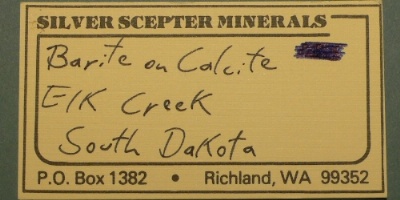 SILVER SCEPTER MINERALS
Barite on Calcite
Elk Creek
South Dakota
P.O. Box 1382 • Richland, WA 99352